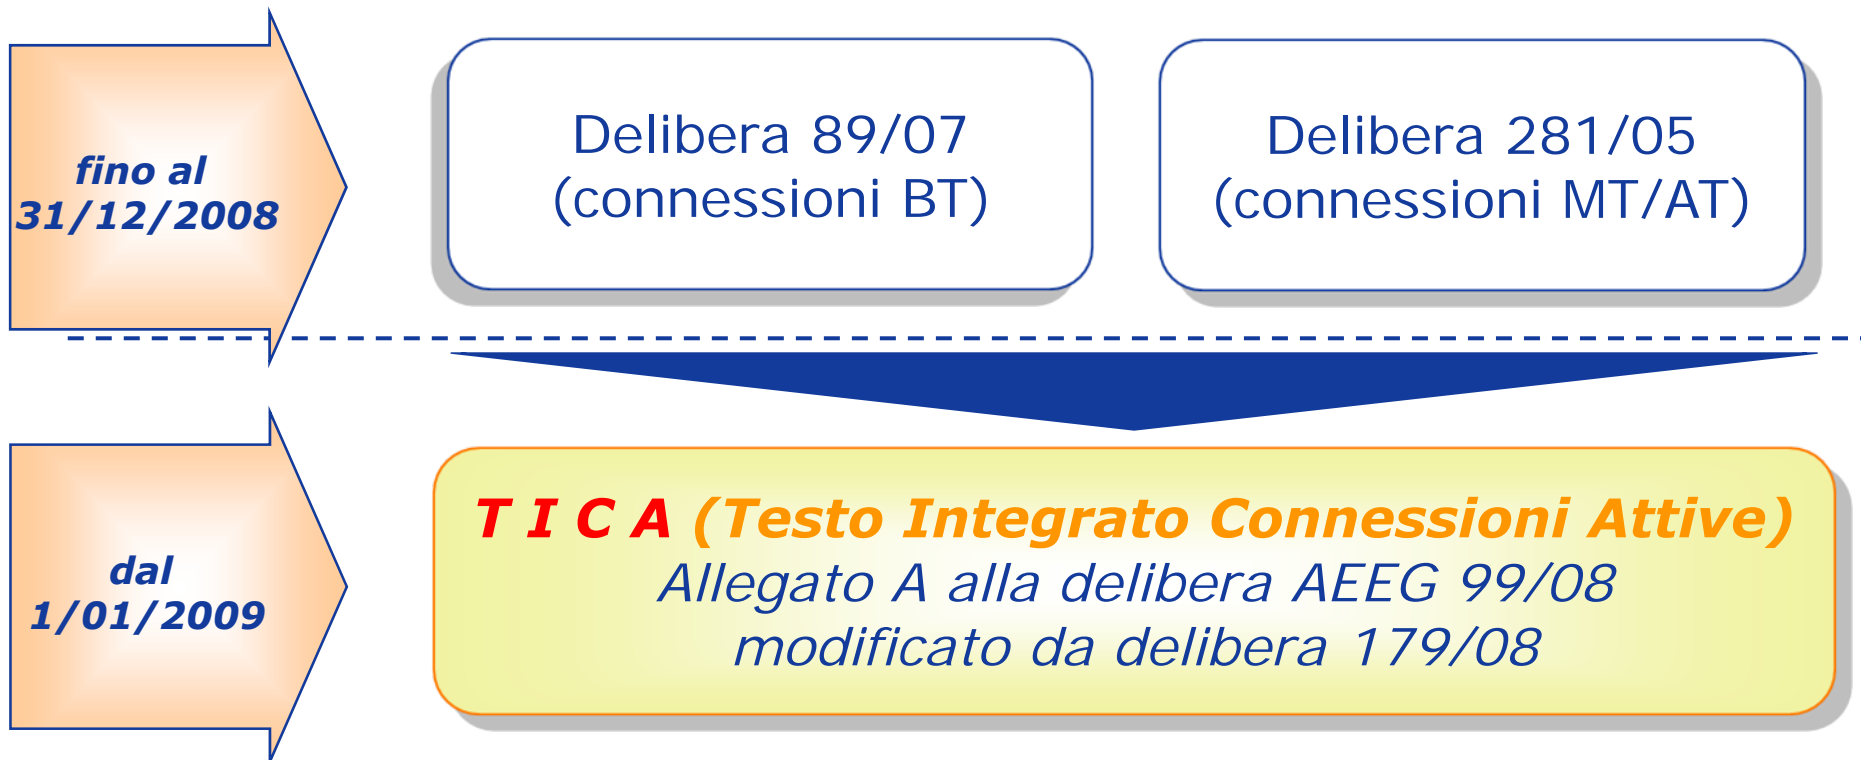 fino al
31/12/2008
Delibera 89/07
(connessioni BT)
Delibera 281/05
(connessioni MT/AT)
dal
1/01/2009
T I C A (Testo Integrato Connessioni Attive)
Allegato A alla delibera AEEG 99/08
modificato da delibera 179/08